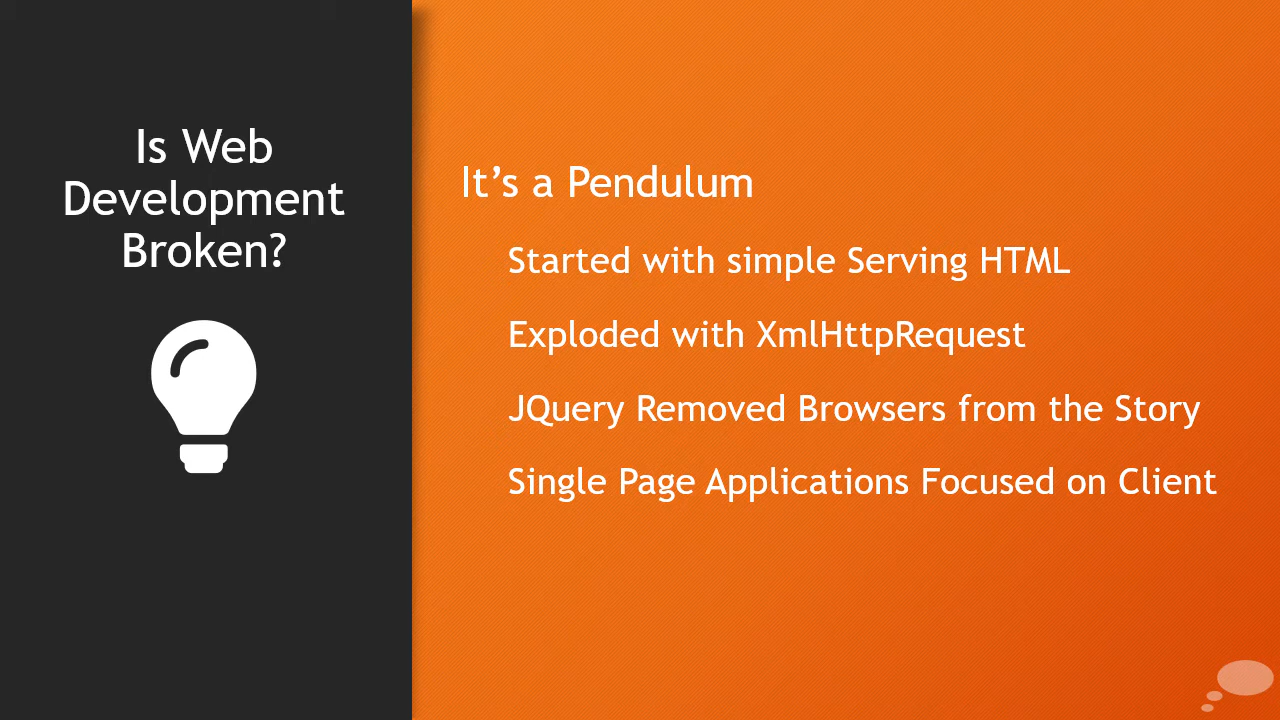 Is Web
Development
Broken?
It’s a Pendulum
Started with simple Serving HTML
Exploded with XmlHttpRequest
JQuery Removed Browsers from the Story
Single Page Applications Focused on Client